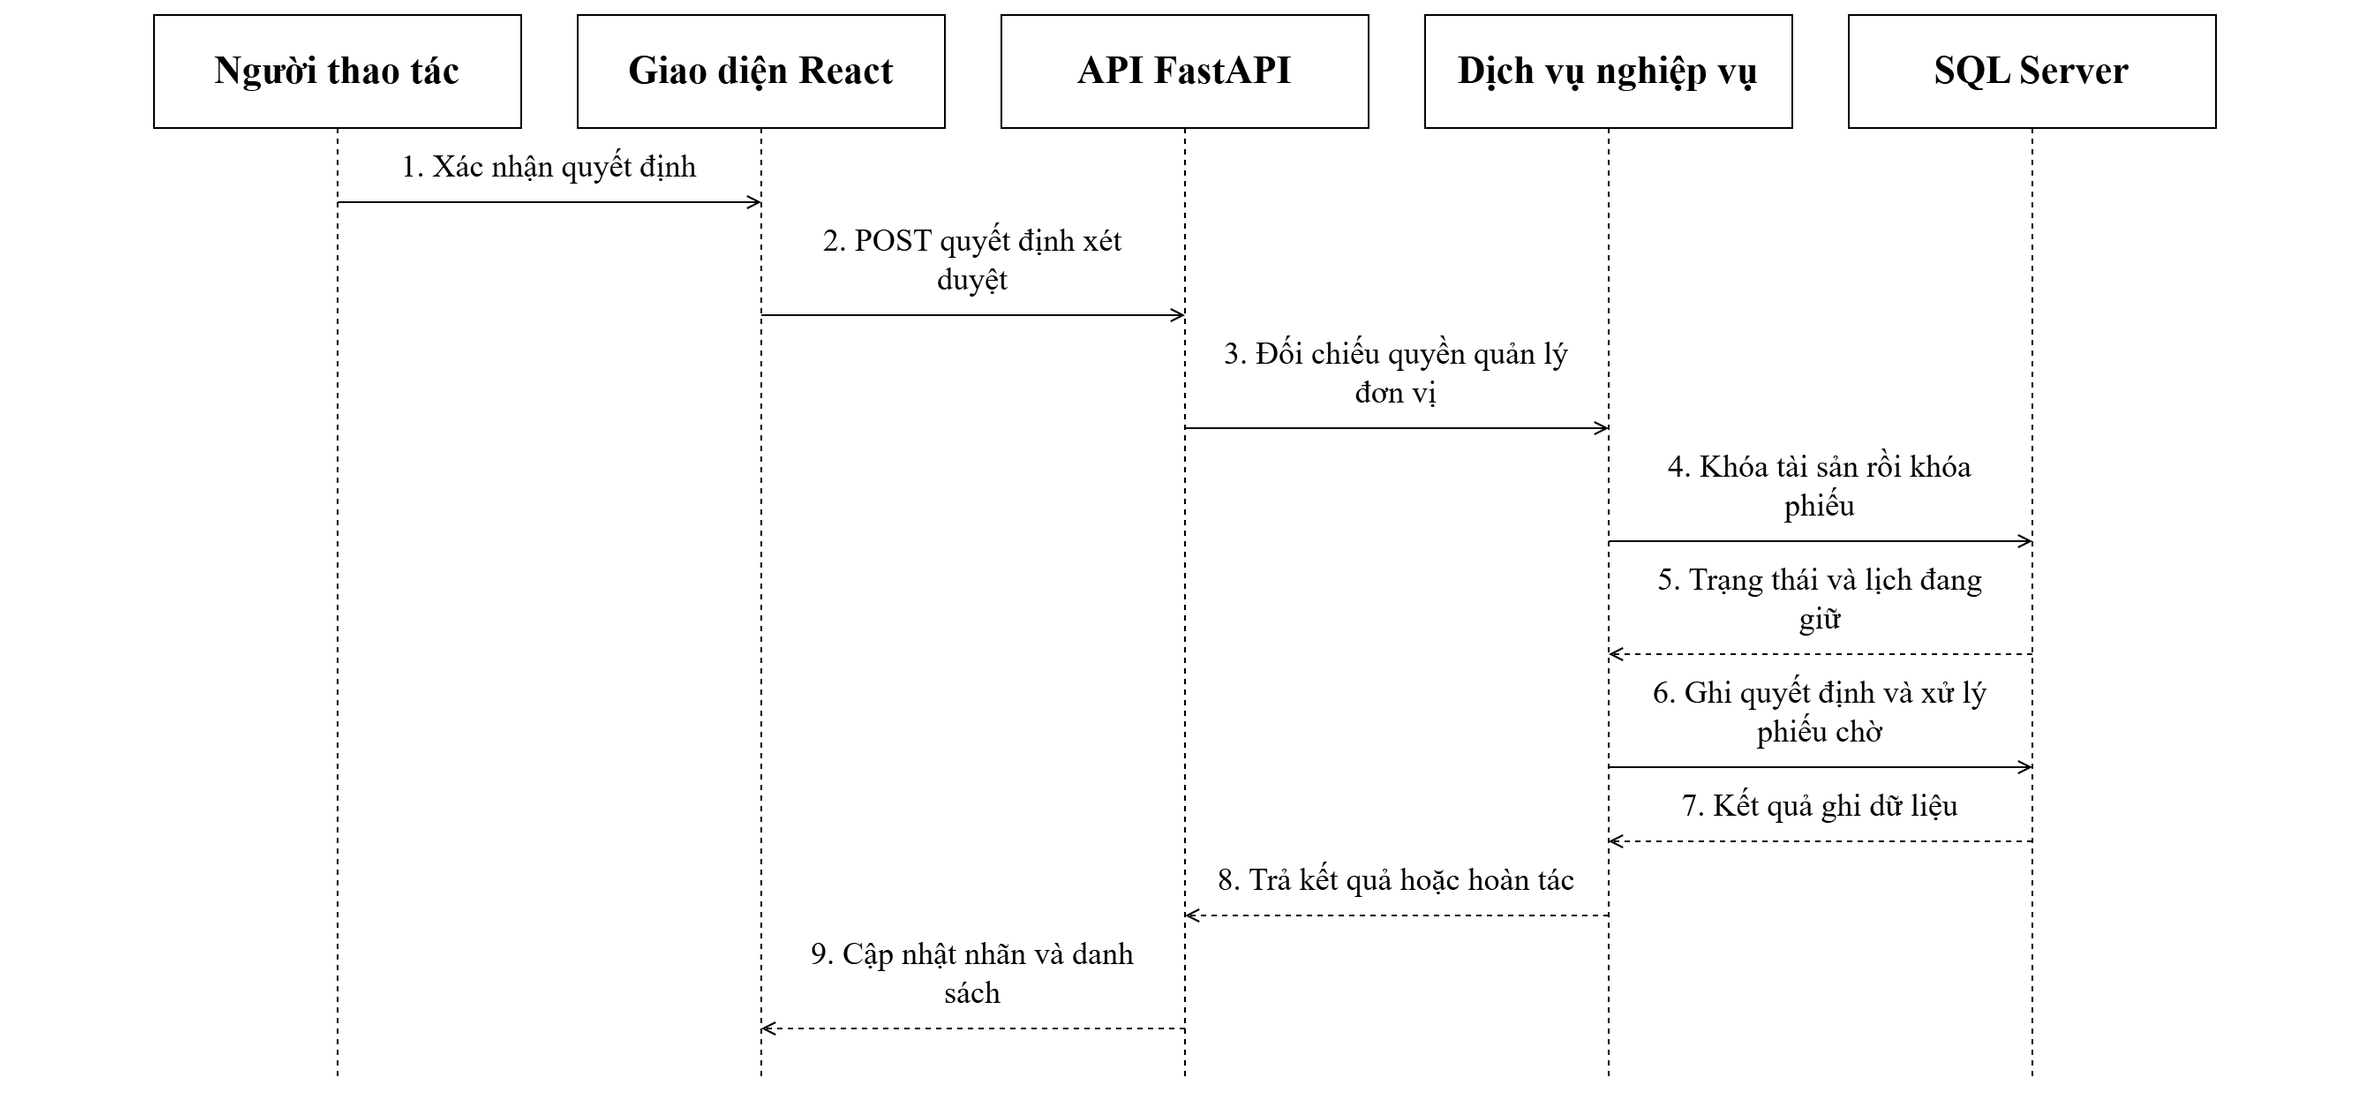 Người thao tác
Giao diện React
API FastAPI
Dịch vụ nghiệp vụ
SQL Server
1. Xác nhận quyết định
2. POST quyết định xét
duyệt
3. Đối chiếu quyền quản lý
đơn vị
4. Khóa tài sản rồi khóa
phiếu
5. Trạng thái và lịch đang
giữ
6. Ghi quyết định và xử lý
phiếu chờ
7. Kết quả ghi dữ liệu
8. Trả kết quả hoặc hoàn tác
9. Cập nhật nhãn và danh
sách